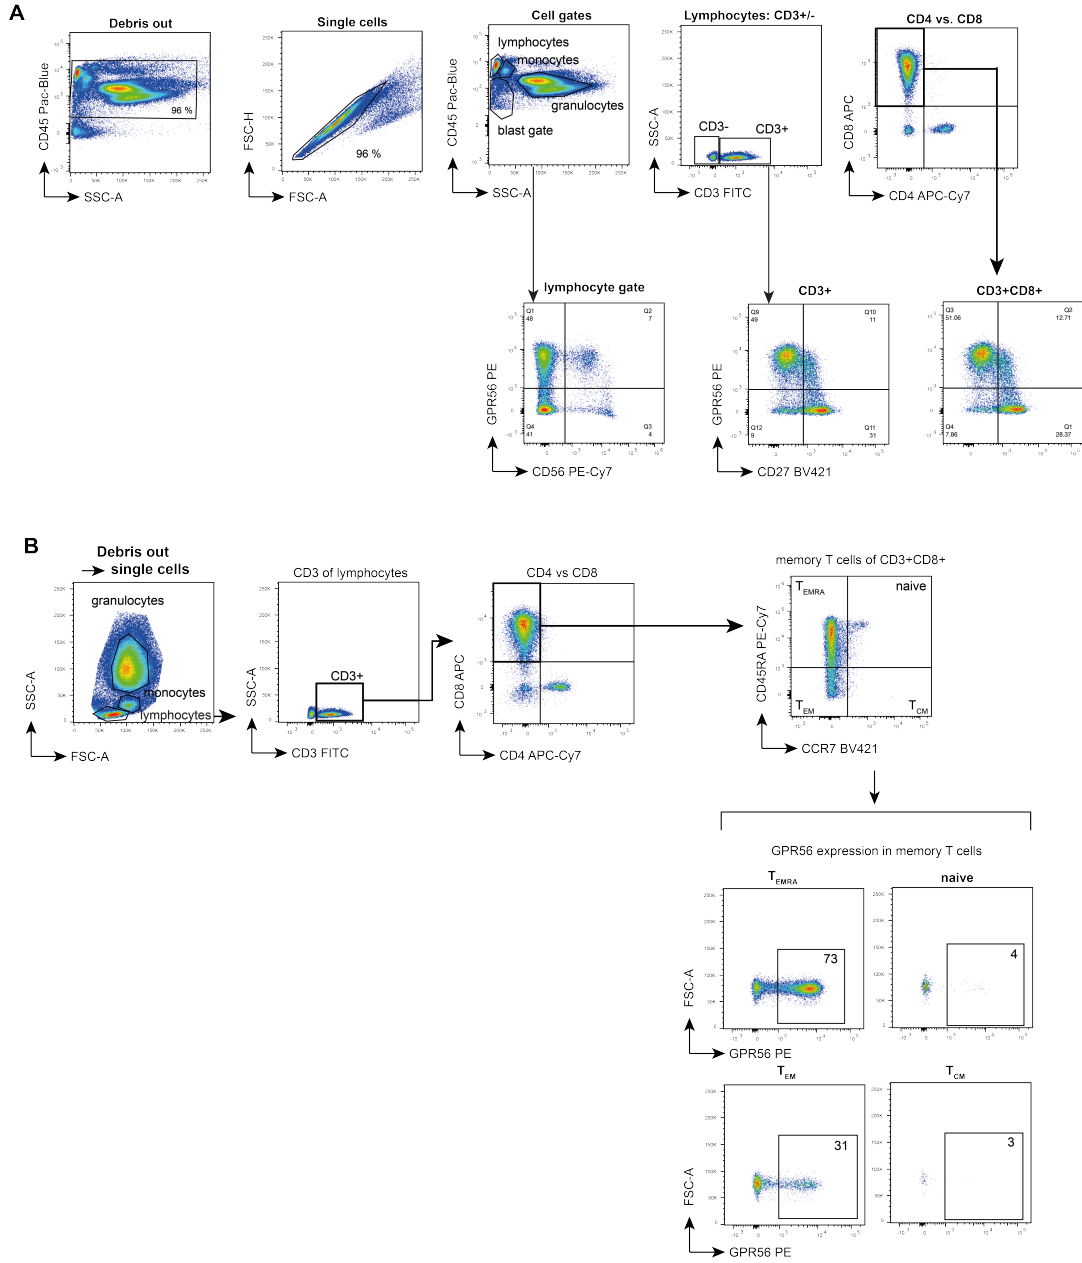 A
Debris out
Single cells
Cell gates
Lymphocytes: CD3+/-
CD4 vs. CD8
CD45 Pac-Blue
96 %
SSC-A
FSC-H
96 %
FSC-A
CD45 Pac-Blue
lymphocytes
monocytes
granulocytes
blast gate
SSC-A
SSC-A
CD3-
CD3+
CD3 FITC
CD8 APC
CD4 APC-Cy7
lymphocyte gate
CD3+
CD3+CD8+
GPR56 PE
Q1
48
Q2
7
Q4
41
Q3
4
CD56 PE-Cy7
GPR56 PE
Q9
49
Q10
11
Q12
9
Q11
31
CD27 BV421
Q3
51.06
Q2
12.71
Q4
7.86
Q1
28.37
B
Debris out
single cells
granulocytes
monocytes
lymphocytes
SSC-A
FSC-A
CD3 of lymphocytes
CD3+
SSC-A
CD3 FITC
CD4 vs CD8
CD8 APC
CD4 APC-Cy7
memory T cells of CD3+CD8+
TEMRA
naive
TEM
TCM
CD45RA PE-Cy7
CCR7 BV421
GPR56 expression in memory T cells
TEMRA
naive
73
4
FSC-A
GPR56 PE
TEM
TCM
31
3
FSC-A
GPR56 PE